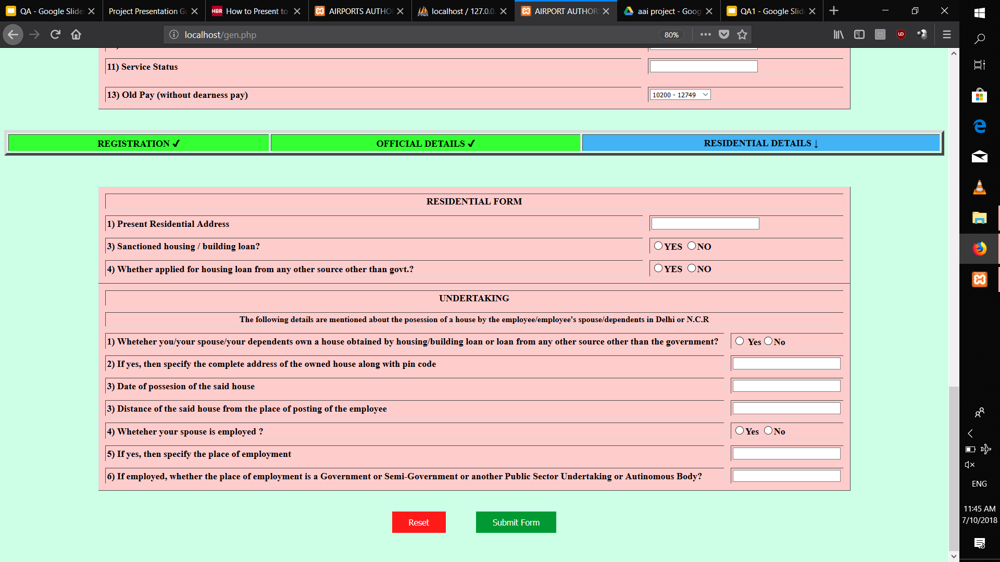 QA - Google Slide
Project Presentation Gu
HBR How to Present to
AIRPORTS AUTHO
localhost / 127.0.0.
AIRPORT AUTHOR
aai project - Goog
QA1 - Google Slid
localhost/gen.php
80%
11) Service Status
13) Old Pay (without dearness pay)
10200 - 12749
REGISTRATION ✓
OFFICIAL DETAILS ✓
RESIDENTIAL DETAILS ↓
RESIDENTIAL FORM
1) Present Residential Address
3) Sanctioned housing / building loan?
YES NO
4) Whether applied for housing loan from any other source other than govt.?
YES NO
UNDERTAKING
The following details are mentioned about the posession of a house by the employee/employee's spouse/dependents in Delhi or N.C.R
1) Wheteher you/your spouse/your dependents own a house obtained by housing/building loan or loan from any other source other than the government?
Yes No
2) If yes, then specify the complete address of the owned house along with pin code
3) Date of possesion of the said house
3) Distance of the said house from the place of posting of the employee
4) Wheteher your spouse is employed ?
Yes No
5) If yes, then specify the place of employment
6) If employed, whether the place of employment is a Government or Semi-Government or another Public Sector Undertaking or Autinomous Body?
Reset
Submit Form
ENG
11:45 AM
7/10/2018